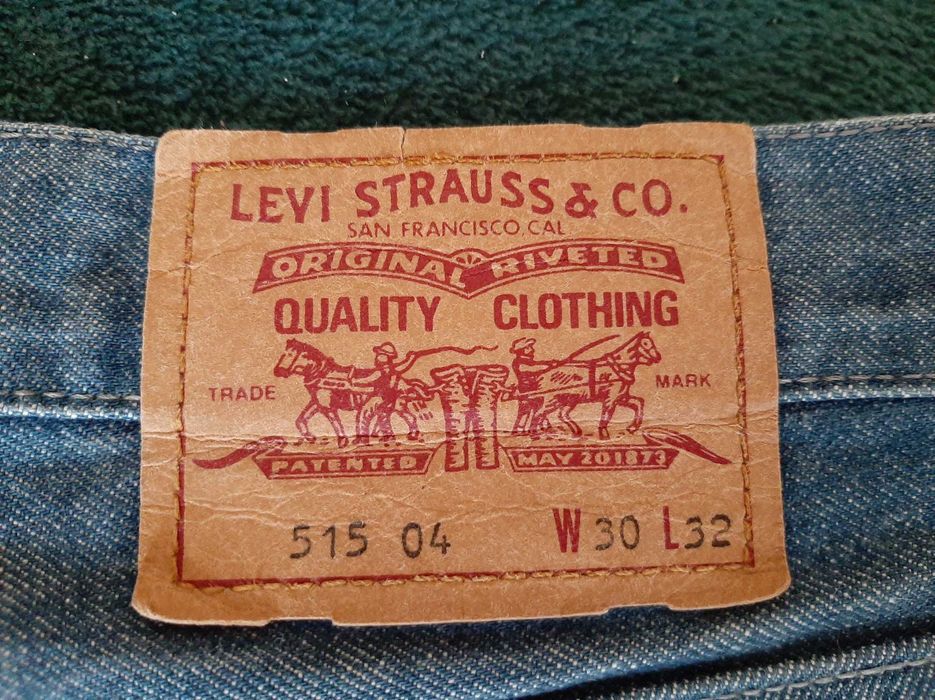 LEVI STRAUSS & CO.
SAN FRANCISCO, CAL
ORIGINAL RIVETED
QUALITY CLOTHING
TRADE MARK
PATENTED MAY 20 1873
515 04 W 30 L 32